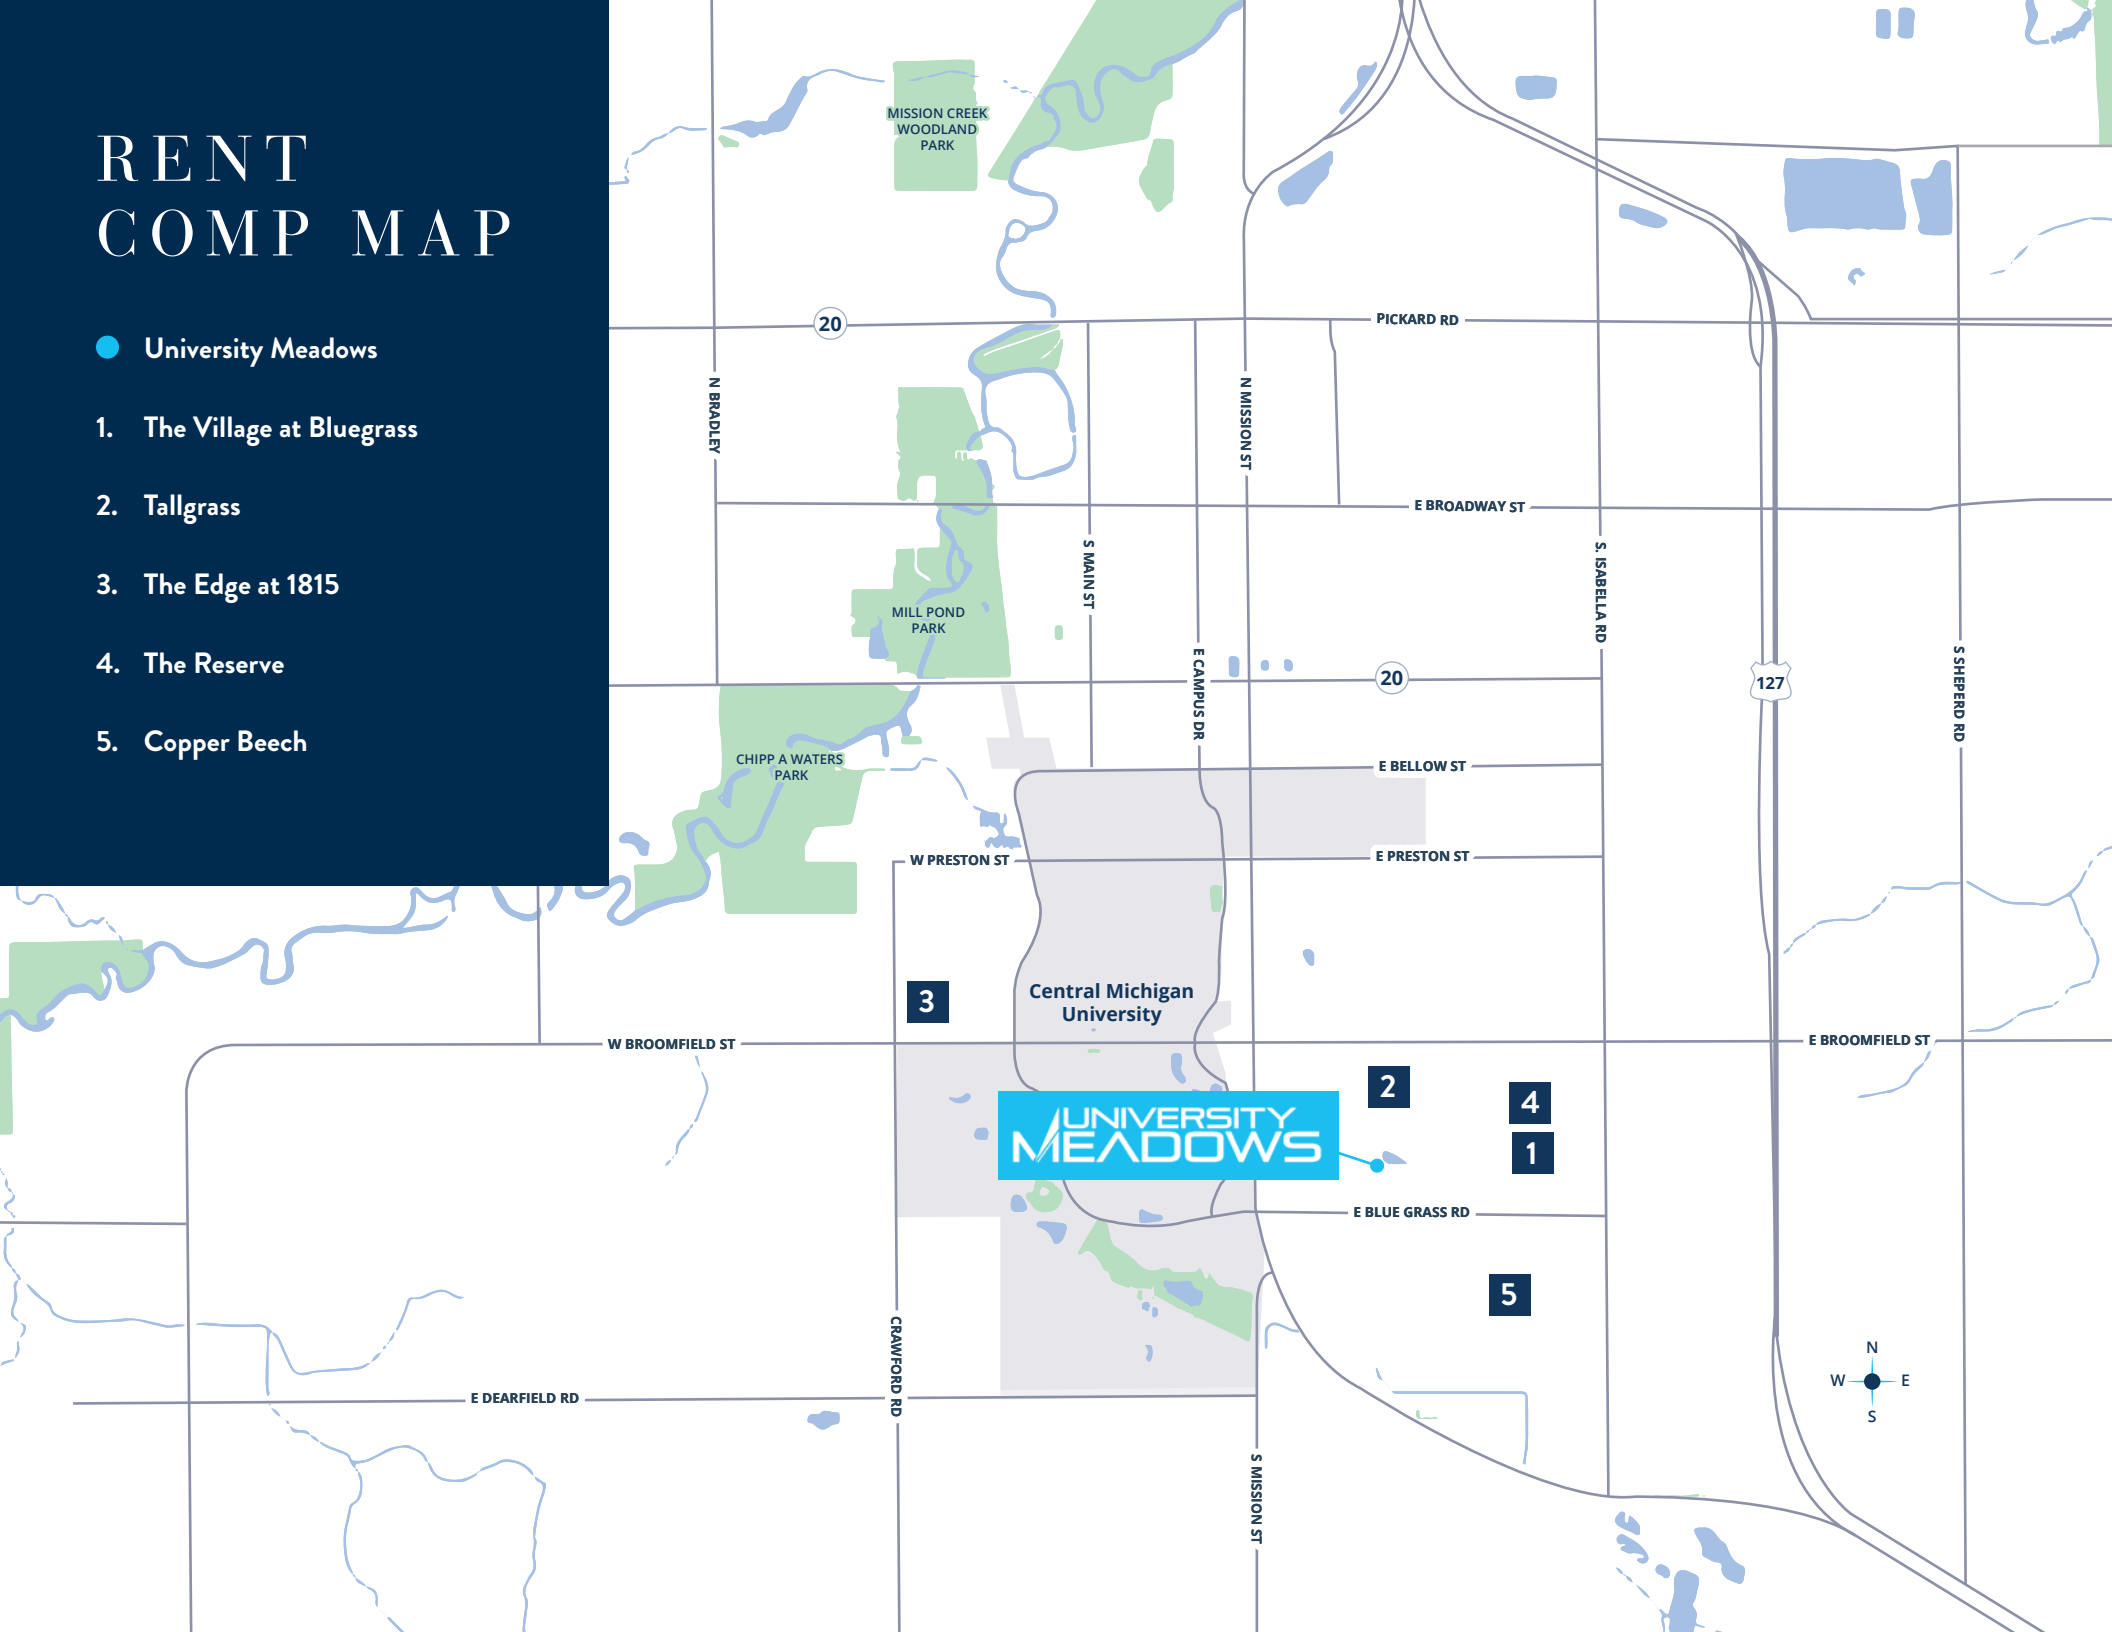 RENT
COMP MAP
University Meadows
1. The Village at Bluegrass
2. Tallgrass
3. The Edge at 1815
4. The Reserve
5. Copper Beech
MISSION CREEK
WOODLAND
PARK
20
PICKARD RD
N BRADLEY
N MISSION ST
E BROADWAY ST
S MAIN ST
S. ISABELLA RD
MILL POND
PARK
E CAMPUS DR
20
127
S SHEPERD RD
CHIPP A WATERS
PARK
E BELLOW ST
W PRESTON ST
E PRESTON ST
3
Central Michigan
University
W BROOMFIELD ST
E BROOMFIELD ST
2
4
UNIVERSITY
MEADOWS
1
E BLUE GRASS RD
5
CRAWFORD RD
N
W E
S
E DEARFIELD RD
S MISSION ST